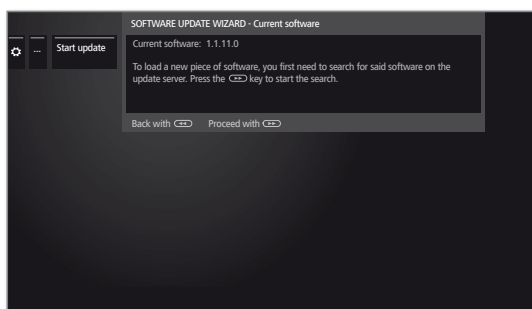 SOFTWARE UPDATE WIZARD - Current software
... Start update
Current software: 1.1.11.0
To load a new piece of software, you first need to search for said software on the
update server. Press the key to start the search.
Back with Proceed with